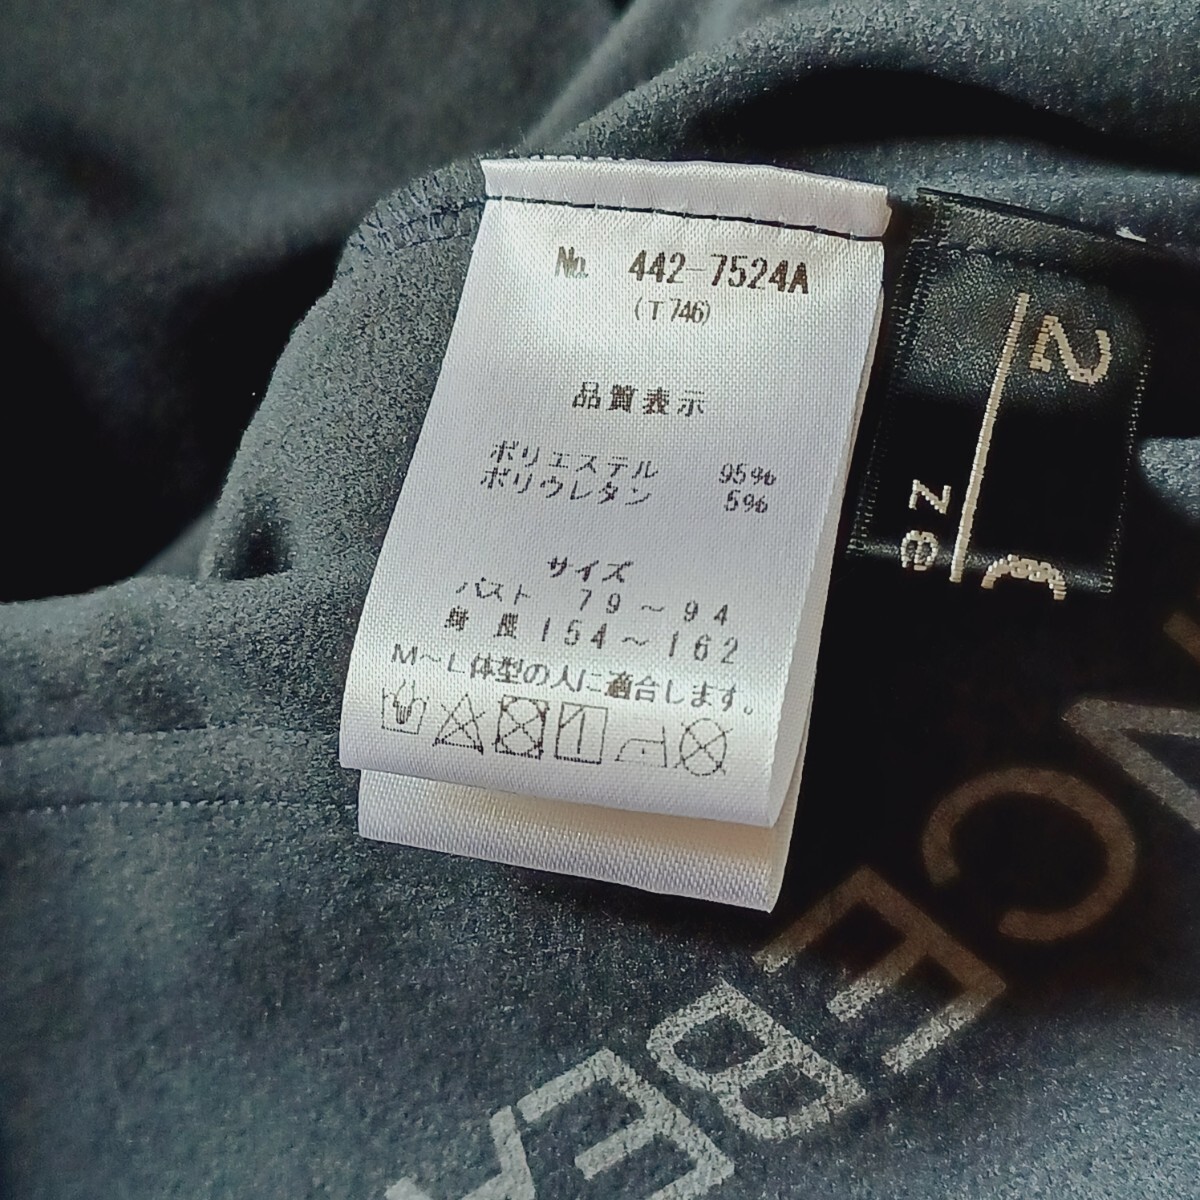 No. 442-7524A
(T746)
品質表示
ポリエステル 95%
ポリウレタン 5%
サイズ
バスト 79～94
身長 154～162
M～L体型の人に適合します。
2